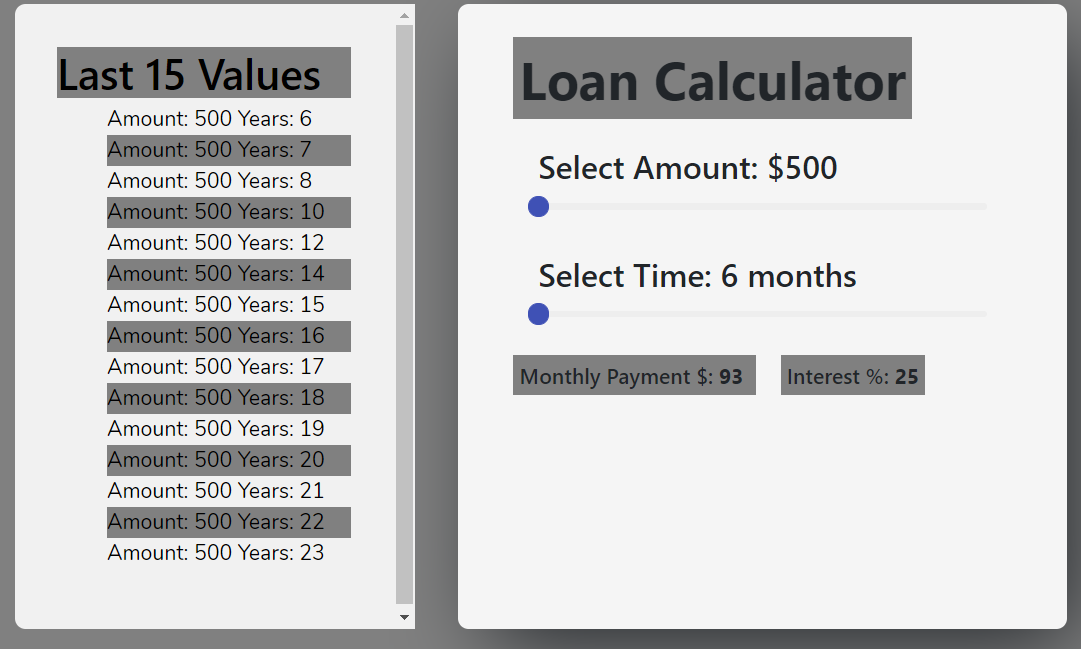 Last 15 Values
Amount: 500 Years: 6
Amount: 500 Years: 7
Amount: 500 Years: 8
Amount: 500 Years: 10
Amount: 500 Years: 12
Amount: 500 Years: 14
Amount: 500 Years: 15
Amount: 500 Years: 16
Amount: 500 Years: 17
Amount: 500 Years: 18
Amount: 500 Years: 19
Amount: 500 Years: 20
Amount: 500 Years: 21
Amount: 500 Years: 22
Amount: 500 Years: 23
Loan Calculator
Select Amount: $500
Select Time: 6 months
Monthly Payment $: 93 Interest %: 25